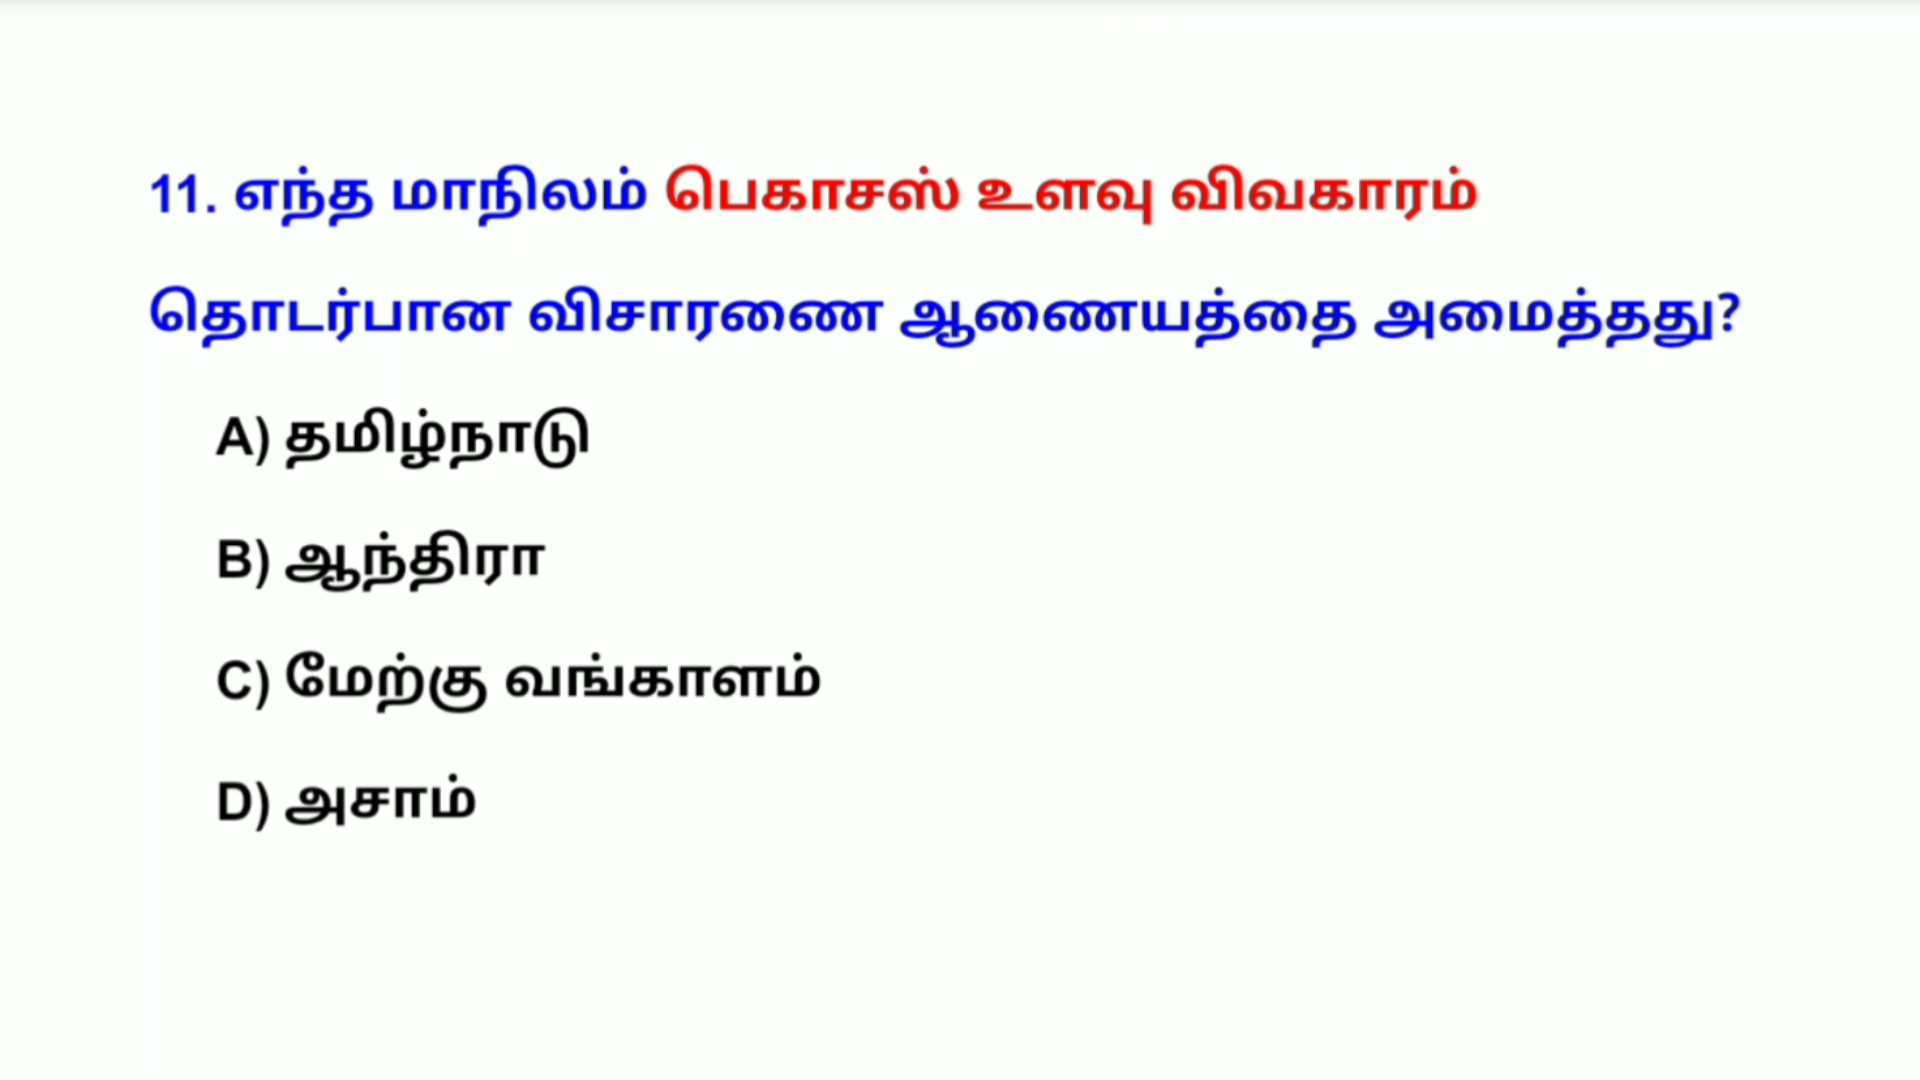 11. எந்த மாநிலம் பெகாசஸ் உளவு விவகாரம்
தொடர்பான விசாரணை ஆணையத்தை அமைத்தது?
A) தமிழ்நாடு
B) ஆந்திரா
C) மேற்கு வங்காளம்
D) அசாம்